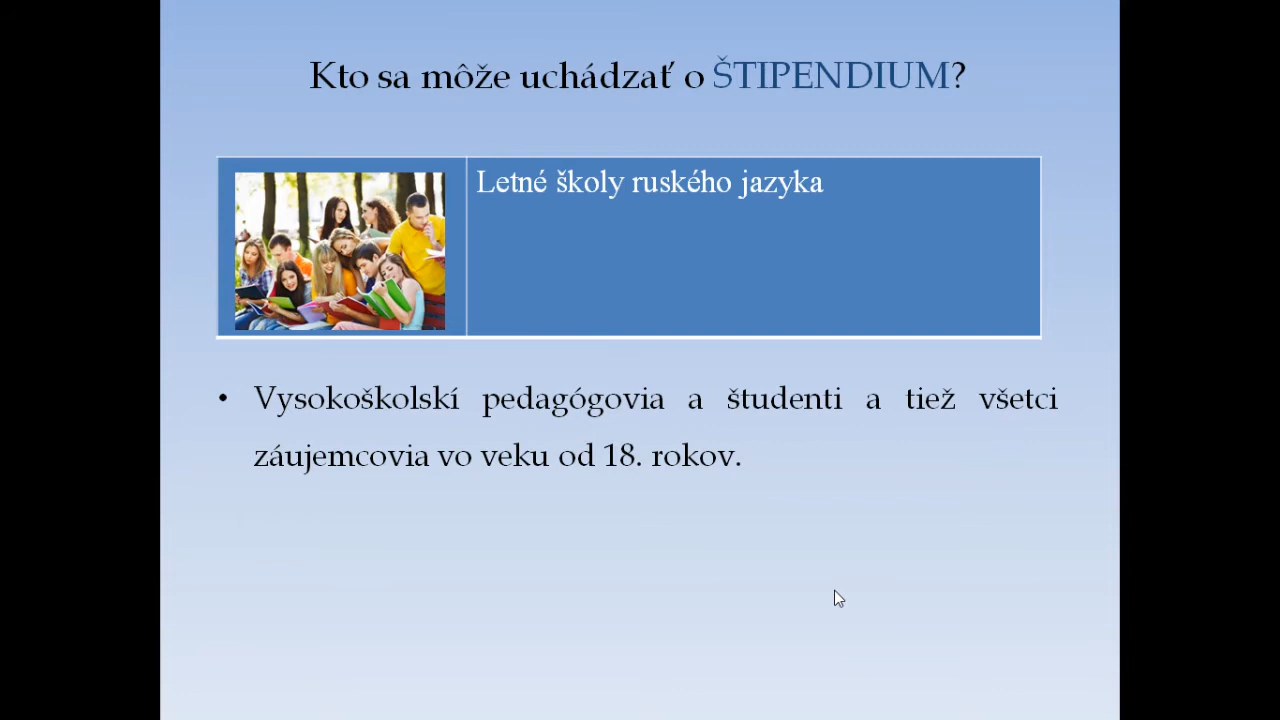 Kto sa môže uchádzať o ŠTIPENDIUM?
Letné školy ruského jazyka
• Vysokoškolskí pedagógovia a študenti a tiež všetci
záujemcovia vo veku od 18. rokov.